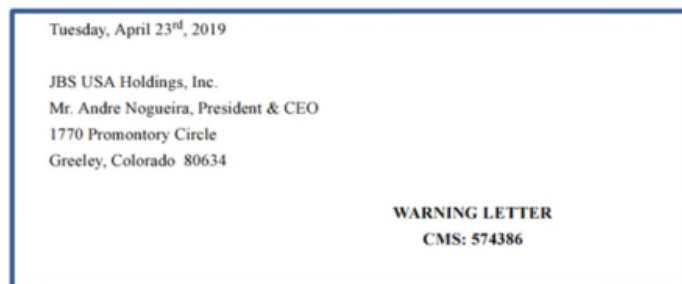 Tuesday, April 23rd, 2019
JBS USA Holdings, Inc.
Mr. Andre Nogueira, President & CEO
1770 Promontory Circle
Greeley, Colorado 80634
WARNING LETTER
CMS: 574386